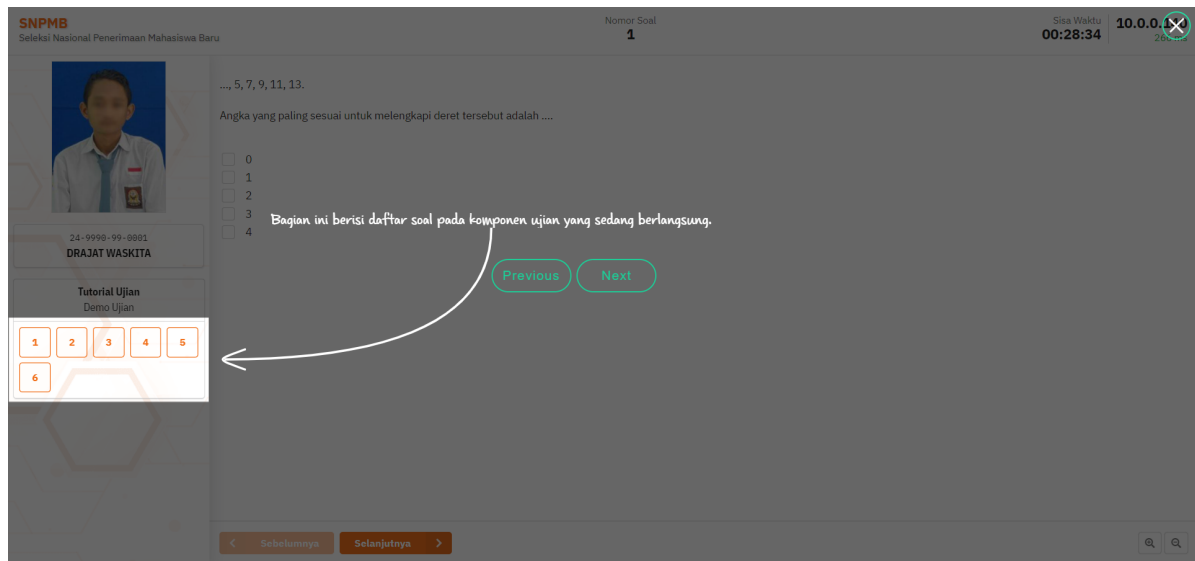 SNPMB
Seleksi Nasional Penerimaan Mahasiswa Baru
Nomor Soal
1
Sisa Waktu
00:28:34
..., 5, 7, 9, 11, 13.
Angka yang paling sesuai untuk melengkapi deret tersebut adalah ....
0
1
2
3
4
Bagian ini berisi daftar soal pada komponen ujian yang sedang berlangsung.
Previous
Next
24-9990-99-0001
DRAJAT WASKITA
Tutorial Ujian
Demo Ujian
1 2 3 4 5
6
Sebelumnya
Selanjutnya